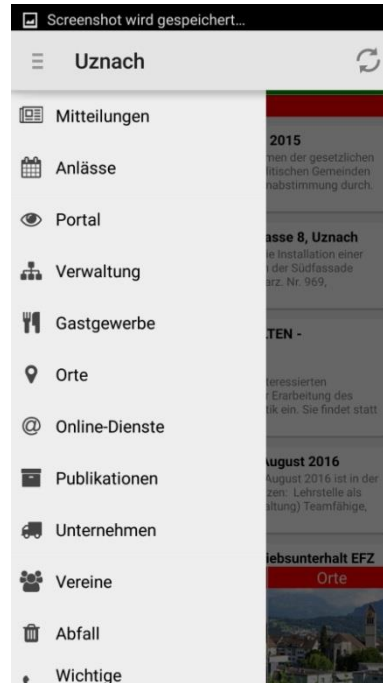 Screenshot wird gespeichert...
Uznach
Mitteilungen
Anlässe
Portal
Verwaltung
Gastgewerbe
Orte
Online-Dienste
Publikationen
Unternehmen
Vereine
Abfall
Wichtige
2015
men der gesetzlichen
litischen Gemeinden
nabstimmung durch.
asse 8, Uznach
ie Installation einer
n der Südfassade
arz. Nr. 969,
LTEN -
teressierten
r Erarbeitung des
tik ein. Sie findet statt
August 2016
August 2016 ist in der
zen: Lehrstelle als
altung) Teamfähige,
iebsunterhalt EFZ
Orte